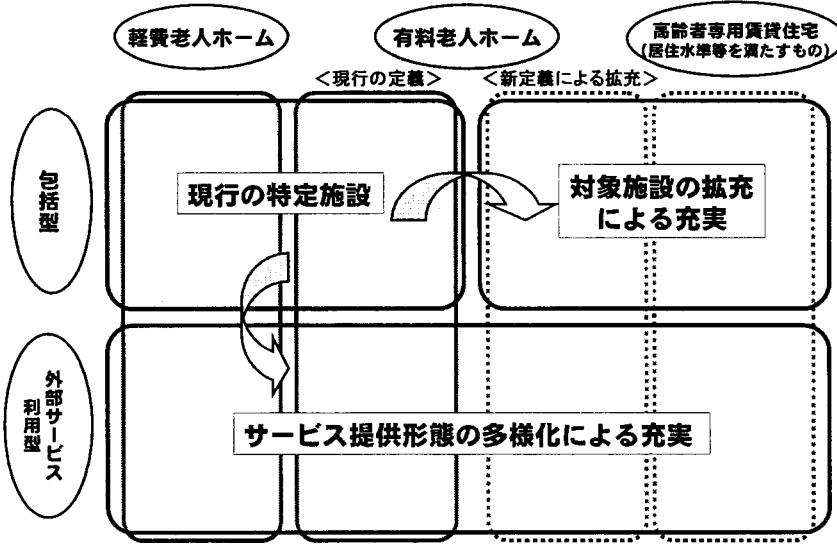 軽費老人ホーム
有料老人ホーム
高齢者専用賃貸住宅
(居住水準等を満たすもの)
<現行の定義>
<新定義による拡充>
包括型
現行の特定施設
対象施設の拡充
による充実
外部サービス
利用型
サービス提供形態の多様化による充実